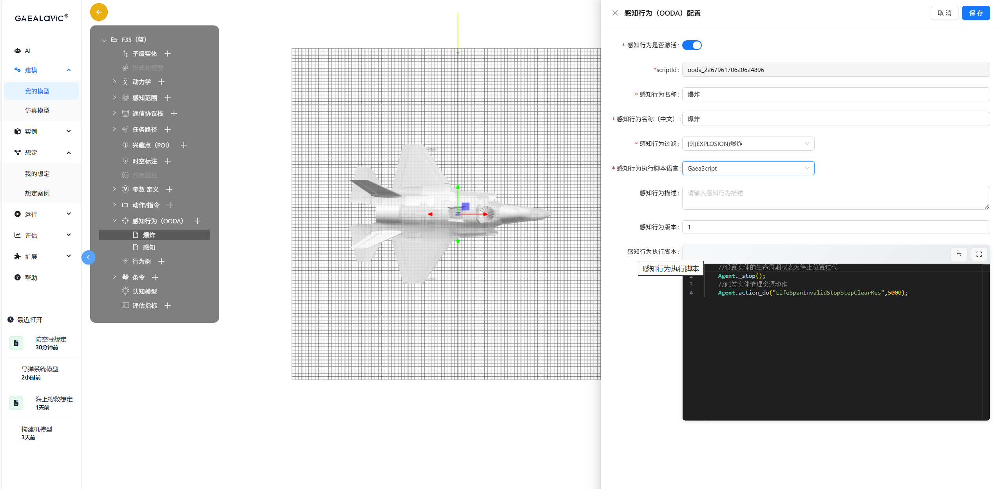 GAEALAVIC®
AI
建模
我的模型
仿真模型
实例
想定
我的想定
想定案例
运行
评估
扩展
帮助
最近打开
防空导想定
30分钟前
导弹系统模型
2小时前
海上搜救想定
1天前
构建机模型
3天前
F35（蓝）
子级实体
形式化模型
动力学
感知范围
通信协议栈
任务路径
兴趣点（POI）
时空标注
约束围栏
参数 定义
动作/指令
感知行为（OODA）
爆炸
感知
行为树
条令
认知模型
评估指标
感知行为（OODA）配置
取 消
保 存
* 感知行为是否激活:
*scriptId: ooda_226796170620624896
* 感知行为名称: 爆炸
* 感知行为名称（中文）: 爆炸
* 感知行为过滤: [9](EXPLOSION)爆炸
* 感知行为执行脚本语言: GaeaScript
感知行为描述: 请输入感知行为描述
感知行为版本: 1
感知行为执行脚本:
感知行为执行脚本
//设置实体的生命周期状态为停止位置迭代
2 Agent._stop();
3 //触发实体清理资源动作
4 Agent.action_do("LifeSpanInvalidStopStepClearRes",5000);